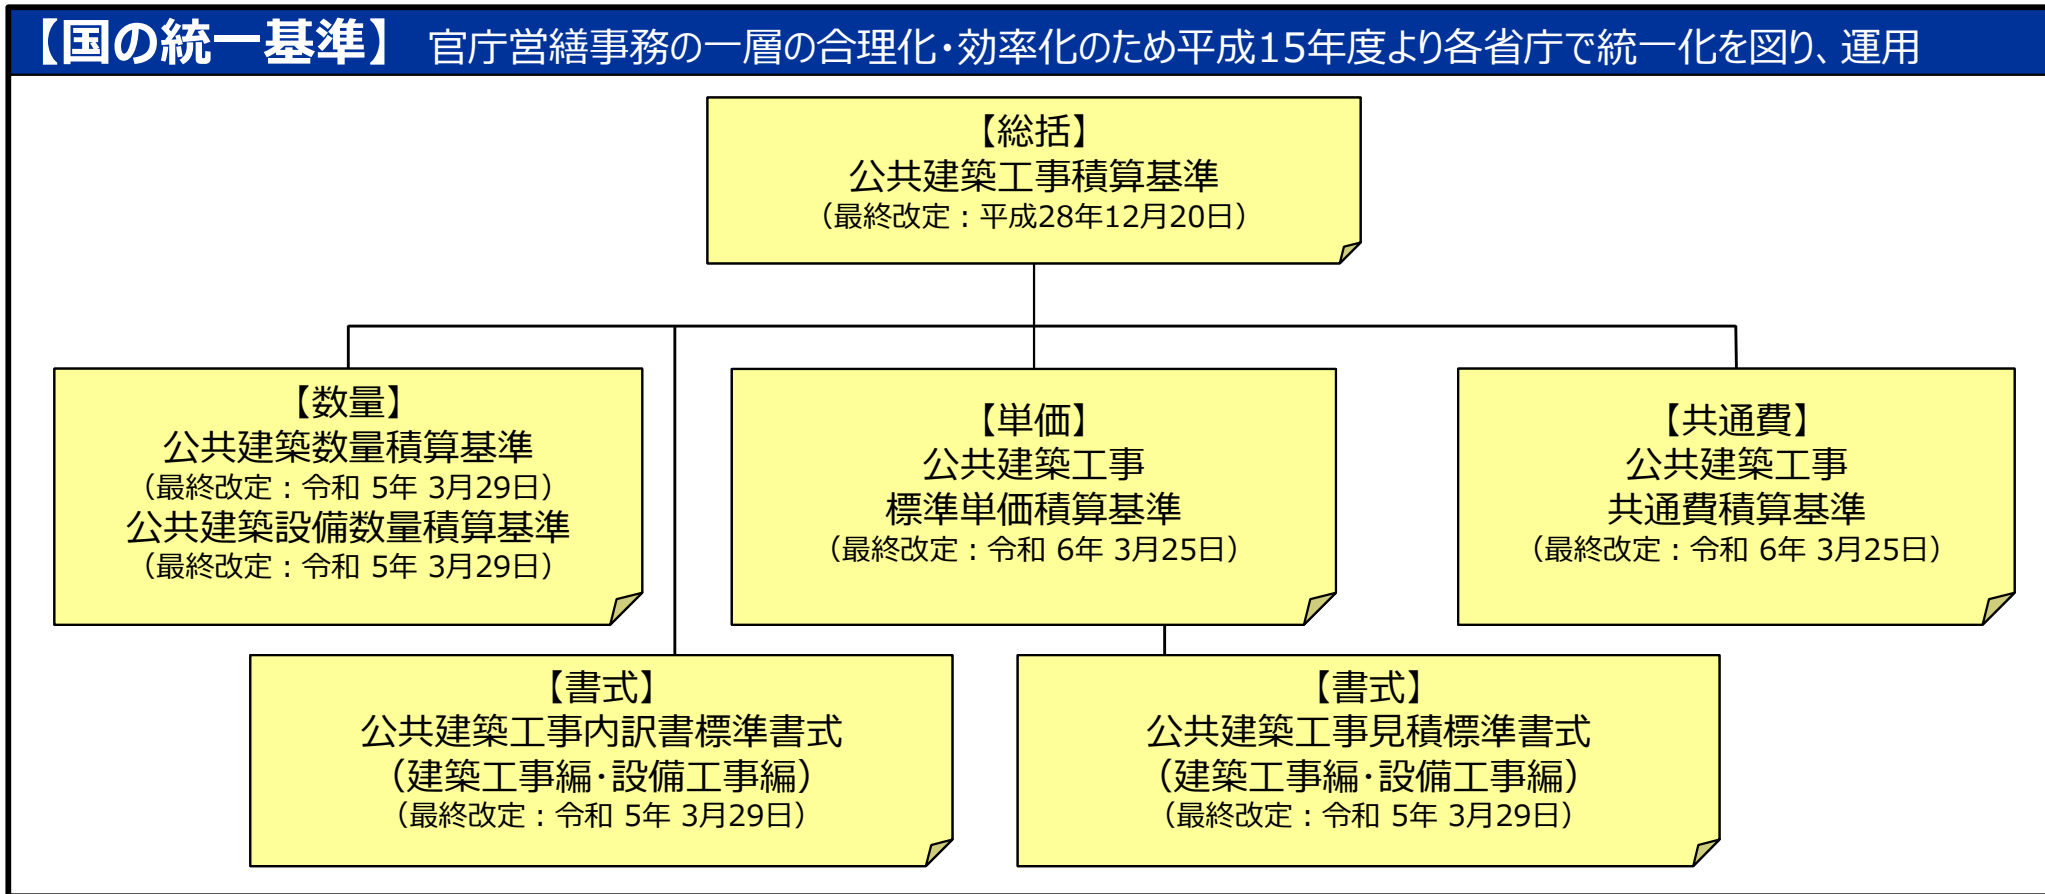 【国の統一基準】 官庁営繕事務の一層の合理化・効率化のため平成15年度より各省庁で統一化を図り、運用
【総括】
公共建築工事積算基準
（最終改定：平成28年12月20日）
【数量】
公共建築数量積算基準
（最終改定：令和 5年 3月29日）
公共建築設備数量積算基準
（最終改定：令和 5年 3月29日）
【単価】
公共建築工事
標準単価積算基準
（最終改定：令和 6年 3月25日）
【共通費】
公共建築工事
共通費積算基準
（最終改定：令和 6年 3月25日）
【書式】
公共建築工事内訳書標準書式
（建築工事編・設備工事編）
（最終改定：令和 5年 3月29日）
【書式】
公共建築工事見積標準書式
（建築工事編・設備工事編）
（最終改定：令和 5年 3月29日）